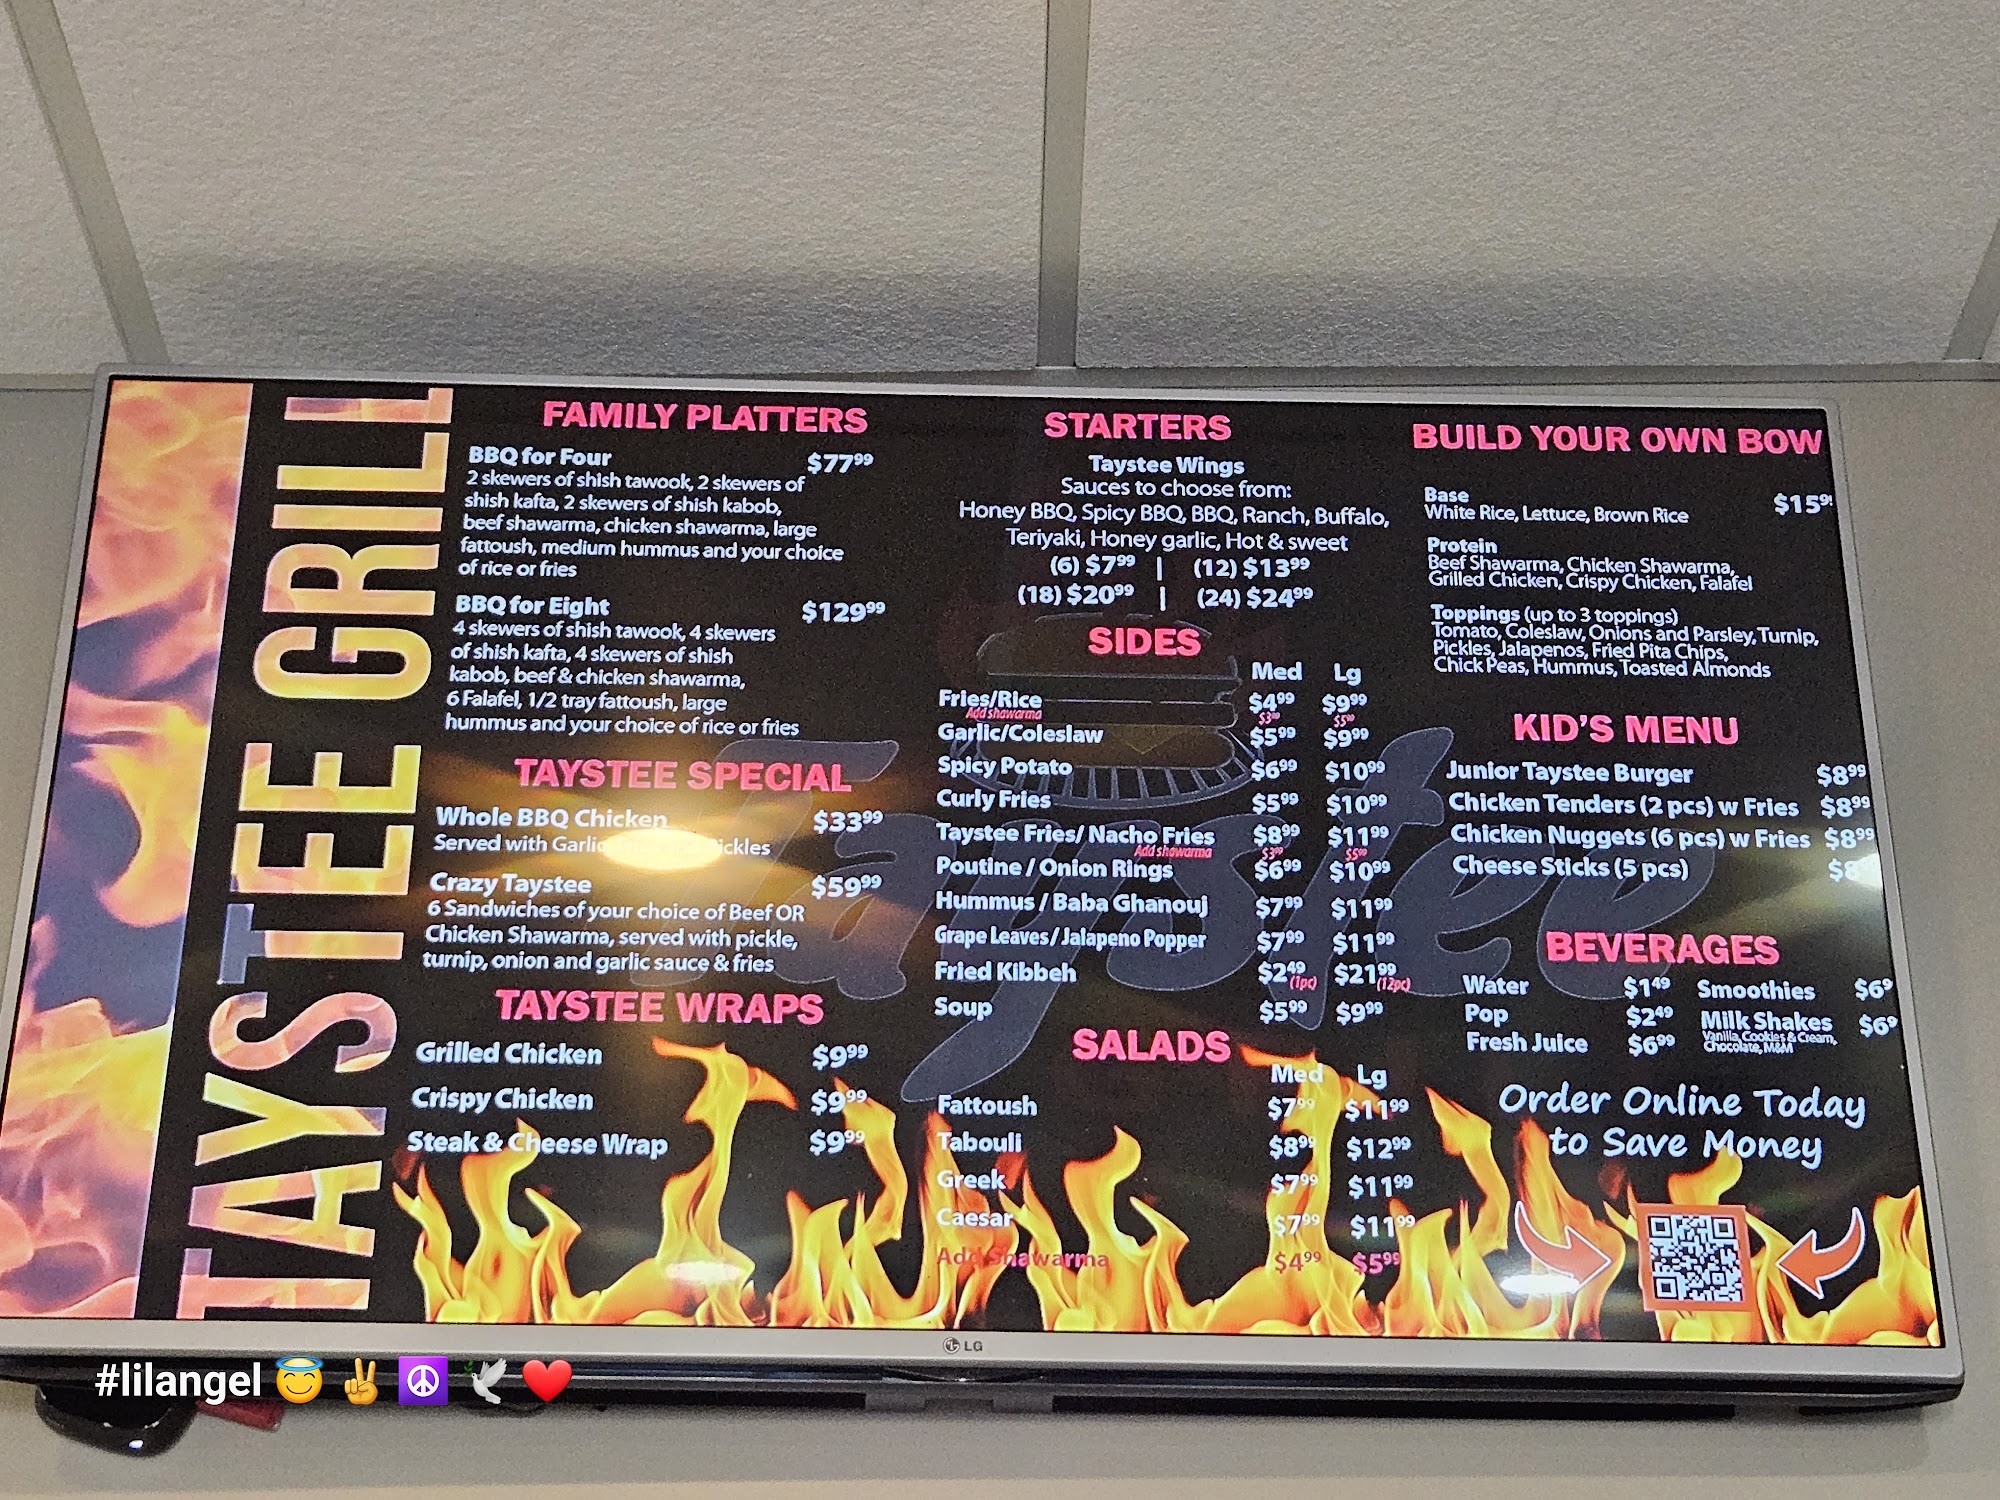 TAYSTEE GRILL
FAMILY PLATTERS
BBQ for Four $77.99
2 skewers of shish tawook, 2 skewers of
shish kafta, 2 skewers of shish kabob,
beef shawarma, chicken shawarma, large
fattoush, medium hummus and your choice
of rice or fries
BBQ for Eight $129.99
4 skewers of shish tawook, 4 skewers
of shish kafta, 4 skewers of shish
kabob, beef & chicken shawarma,
6 Falafel, 1/2 tray fattoush, large
hummus and your choice of rice or fries
TAYSTEE SPECIAL
Whole BBQ Chicken $33.99
Served with Garlic
Crazy Taystee $59.99
6 Sandwiches of your choice of Beef OR
Chicken Shawarma, served with pickle,
turnip, onion and garlic sauce & fries
TAYSTEE WRAPS
Grilled Chicken $9.99
Crispy Chicken $9.99
Steak & Cheese Wrap $9.99
STARTERS
Taystee Wings
Sauces to choose from:
Honey BBQ, Spicy BBQ, BBQ, Ranch, Buffalo,
Teriyaki, Honey garlic, Hot & sweet
(6) $7.99 | (12) $13.99
(18) $20.99 | (24) $24.99
SIDES
Med Lg
Fries/Rice $4.99 $9.99
Add shawarma
Garlic/Coleslaw $5.99 $9.99
Spicy Potato $6.99 $10.99
Curly Fries $5.99 $10.99
Taystee Fries/ Nacho Fries $8.99 $11.99
Add shawarma
Poutine / Onion Rings $6.99 $10.99
Hummus / Baba Ghanouj $7.99 $11.99
Grape Leaves / Jalapeno Popper $7.99 $11.99
Fried Kibbeh $2.49 (1pc) $21.99 (12pc)
Soup $5.99 $9.99
SALADS
Med Lg
Fattoush $7.99 $11.99
Tabouli $8.99 $12.99
Greek $7.99 $11.99
Caesar $7.99 $11.99
Add Shawarma $4.99 $5.99
BUILD YOUR OWN BOW
Base
White Rice, Lettuce, Brown Rice
Protein
Beef Shawarma, Chicken Shawarma,
Grilled Chicken, Crispy Chicken, Falafel
Toppings (up to 3 toppings)
Tomato, Coleslaw, Onions and Parsley, Turnip,
Pickles, Jalapenos, Fried Pita Chips,
Chick Peas, Hummus, Toasted Almonds
KID'S MENU
Junior Taystee Burger $8.99
Chicken Tenders (2 pcs) w Fries $8.99
Chicken Nuggets (6 pcs) w Fries $8.99
Cheese Sticks (5 pcs)
BEVERAGES
Water $1.49 Smoothies
Pop $2.49 Milk Shakes
Vanilla, Cookies & Cream,
Chocolate, M&M
Fresh Juice $6.99
Order Online Today
to Save Money
Taystee
LG
#lilangel 😇 ✌️ ☮️ 🕊️ ❤️